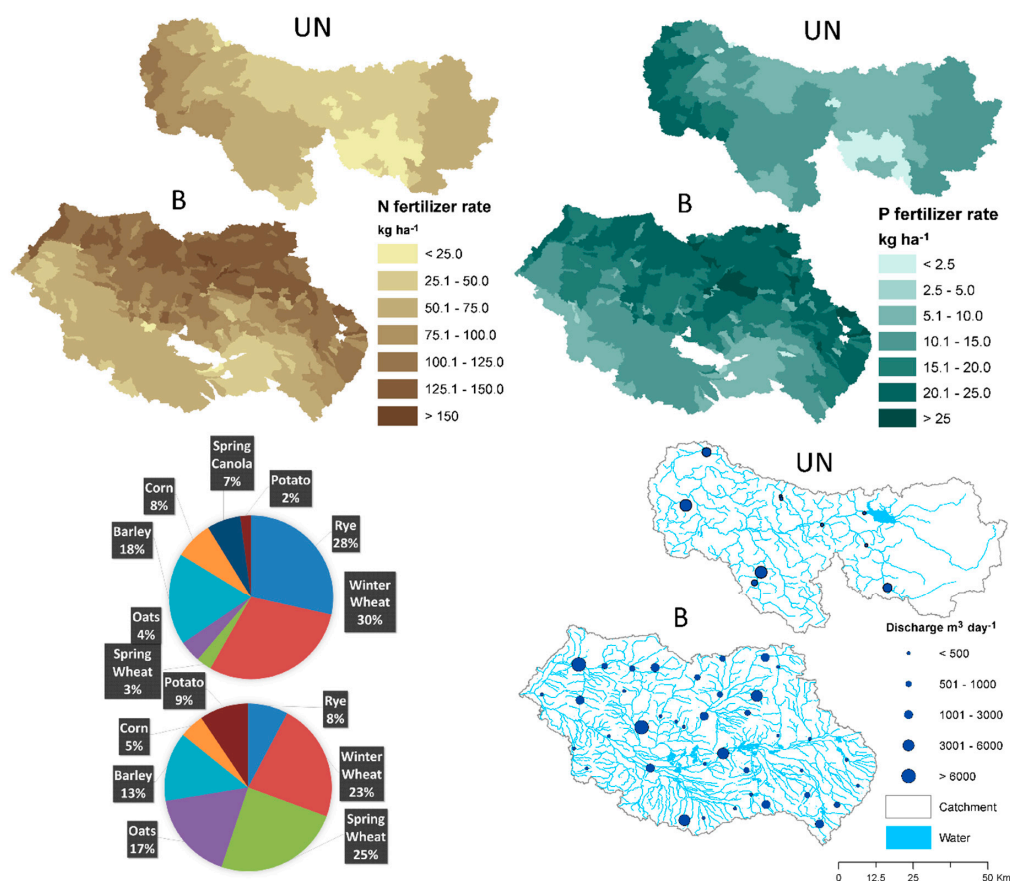 UN
B
N fertilizer rate
kg ha⁻¹
< 25.0
25.1 - 50.0
50.1 - 75.0
75.1 - 100.0
100.1 - 125.0
125.1 - 150.0
> 150
UN
B
P fertilizer rate
kg ha⁻¹
< 2.5
2.5 - 5.0
5.1 - 10.0
10.1 - 15.0
15.1 - 20.0
20.1 - 25.0
> 25
Spring
Canola
7%
Potato
2%
Corn
8%
Rye
28%
Barley
18%
Winter
Wheat
30%
Oats
4%
Spring
Wheat
3%
Potato
9%
Rye
8%
Corn
5%
Winter
Wheat
23%
Barley
13%
Oats
17%
Spring
Wheat
25%
UN
B
Discharge m³ day⁻¹
< 500
501 - 1000
1001 - 3000
3001 - 6000
> 6000
Catchment
Water
0 12.5 25 50 Km